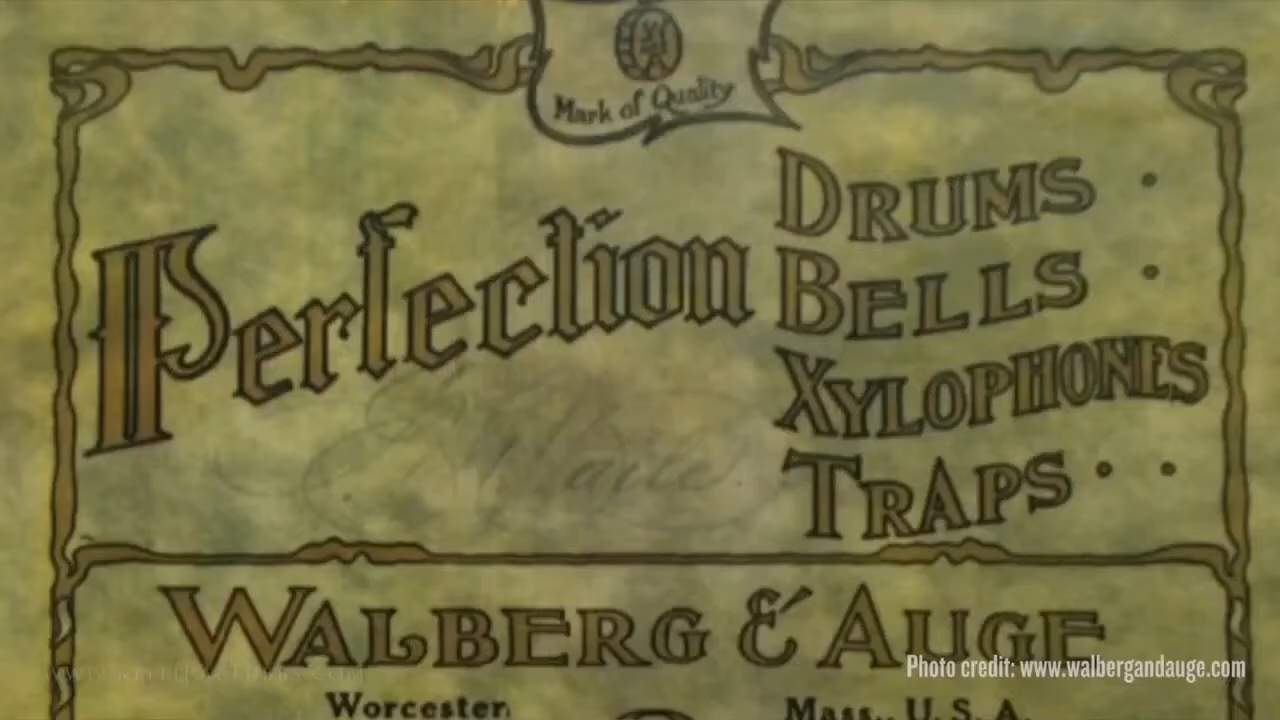 Mark of Quality
Perfection
DRUMS ·
BELLS ·
XYLOPHONES
TRAPS · ·
WALBERG & AUGE
Worcester, Mass., U. S. A.
Photo credit: www.walbergandauge.com